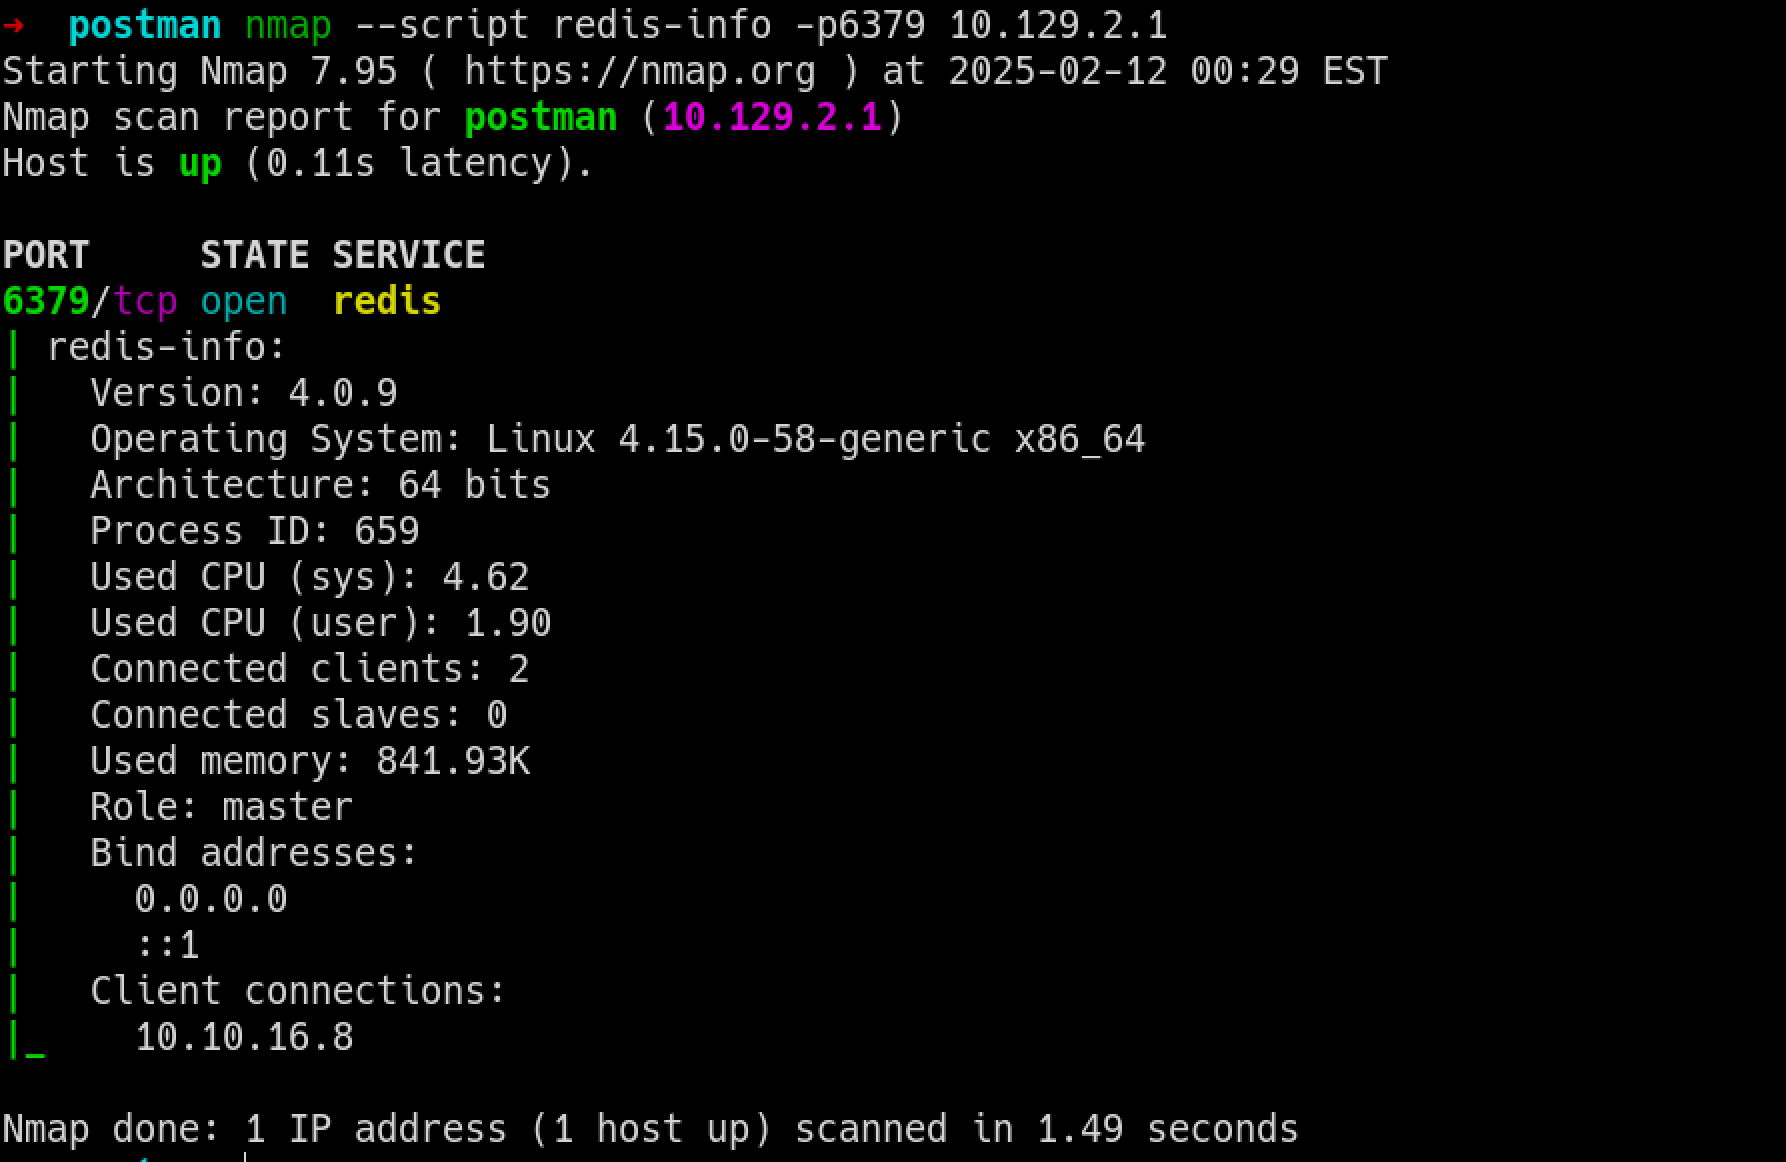 →  postman nmap --script redis-info -p6379 10.129.2.1
Starting Nmap 7.95 ( https://nmap.org ) at 2025-02-12 00:29 EST
Nmap scan report for postman (10.129.2.1)
Host is up (0.11s latency).

PORT     STATE SERVICE
6379/tcp open  redis
| redis-info:
|   Version: 4.0.9
|   Operating System: Linux 4.15.0-58-generic x86_64
|   Architecture: 64 bits
|   Process ID: 659
|   Used CPU (sys): 4.62
|   Used CPU (user): 1.90
|   Connected clients: 2
|   Connected slaves: 0
|   Used memory: 841.93K
|   Role: master
|   Bind addresses:
|     0.0.0.0
|     ::1
|   Client connections:
|_    10.10.16.8

Nmap done: 1 IP address (1 host up) scanned in 1.49 seconds